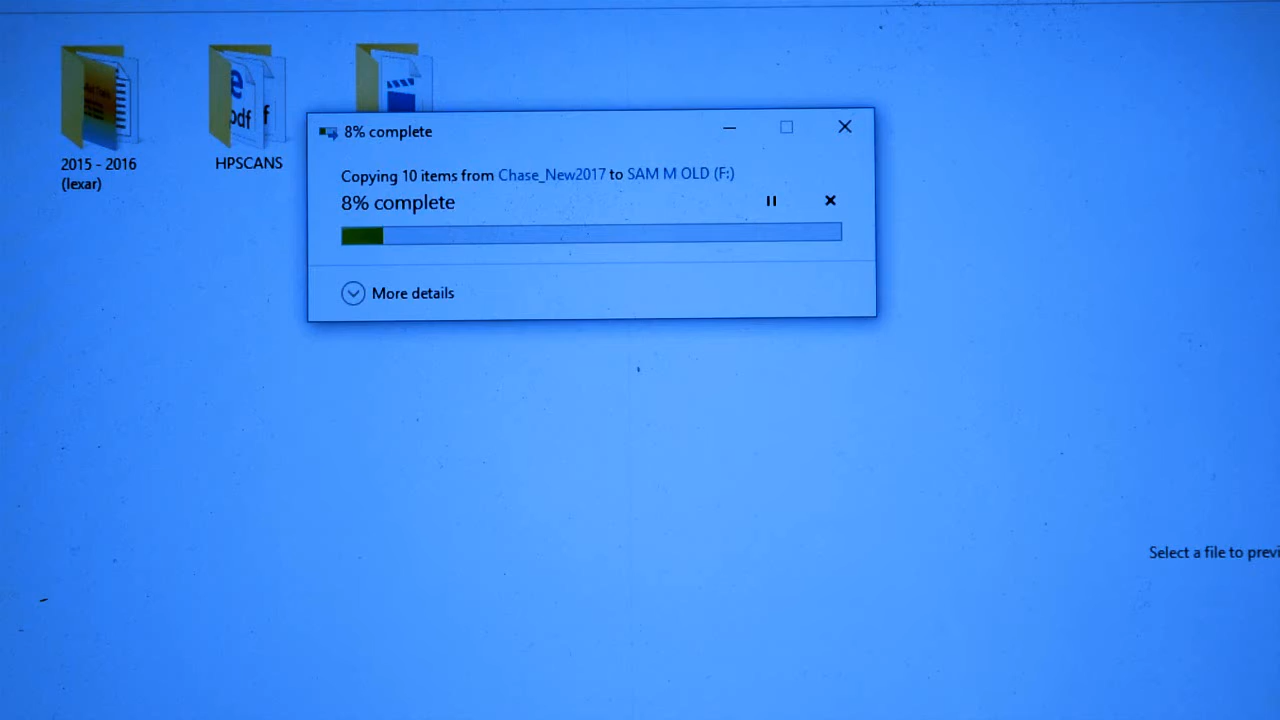 8% complete
Copying 10 items from Chase_New2017 to SAM M OLD (F:)
8% complete
More details
2015 - 2016
(lexar)
HPSCANS
pdf
f
Select a file to previ